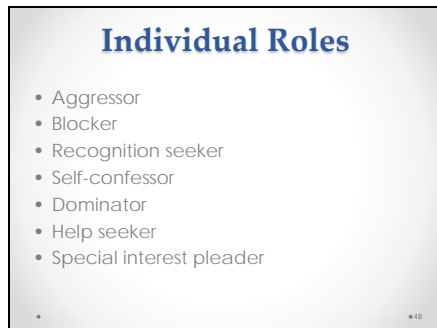 Individual Roles
• Aggressor
• Blocker
• Recognition seeker
• Self-confessor
• Dominator
• Help seeker
• Special interest pleader
• •48